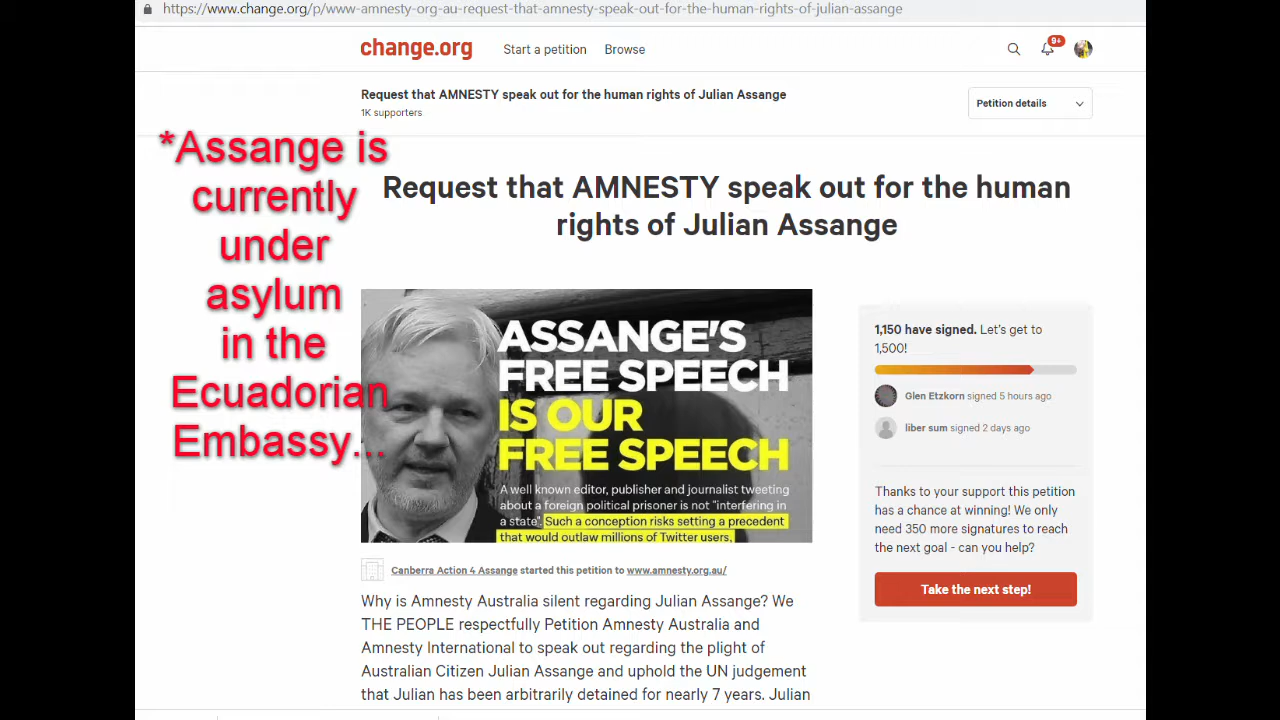 https://www.change.org/p/www-amnesty-org-au-request-that-amnesty-speak-out-for-the-human-rights-of-julian-assange
change.org
Start a petition
Browse
9+
Request that AMNESTY speak out for the human rights of Julian Assange
1K supporters
Petition details
*Assange is
currently
under
asylum
in the
Ecuadorian
Embassy...
Request that AMNESTY speak out for the human
rights of Julian Assange
ASSANGE'S
FREE SPEECH
IS OUR
FREE SPEECH
A well known editor, publisher and journalist tweeting
about a foreign political prisoner is not "interfering in
a state". Such a conception risks setting a precedent
that would outlaw millions of Twitter users,
Canberra Action 4 Assange started this petition to www.amnesty.org.au/
Why is Amnesty Australia silent regarding Julian Assange? We
THE PEOPLE respectfully Petition Amnesty Australia and
Amnesty International to speak out regarding the plight of
Australian Citizen Julian Assange and uphold the UN judgement
that Julian has been arbitrarily detained for nearly 7 years. Julian
1,150 have signed. Let's get to
1,500!
Glen Etzkorn signed 5 hours ago
liber sum signed 2 days ago
Thanks to your support this petition
has a chance at winning! We only
need 350 more signatures to reach
the next goal - can you help?
Take the next step!